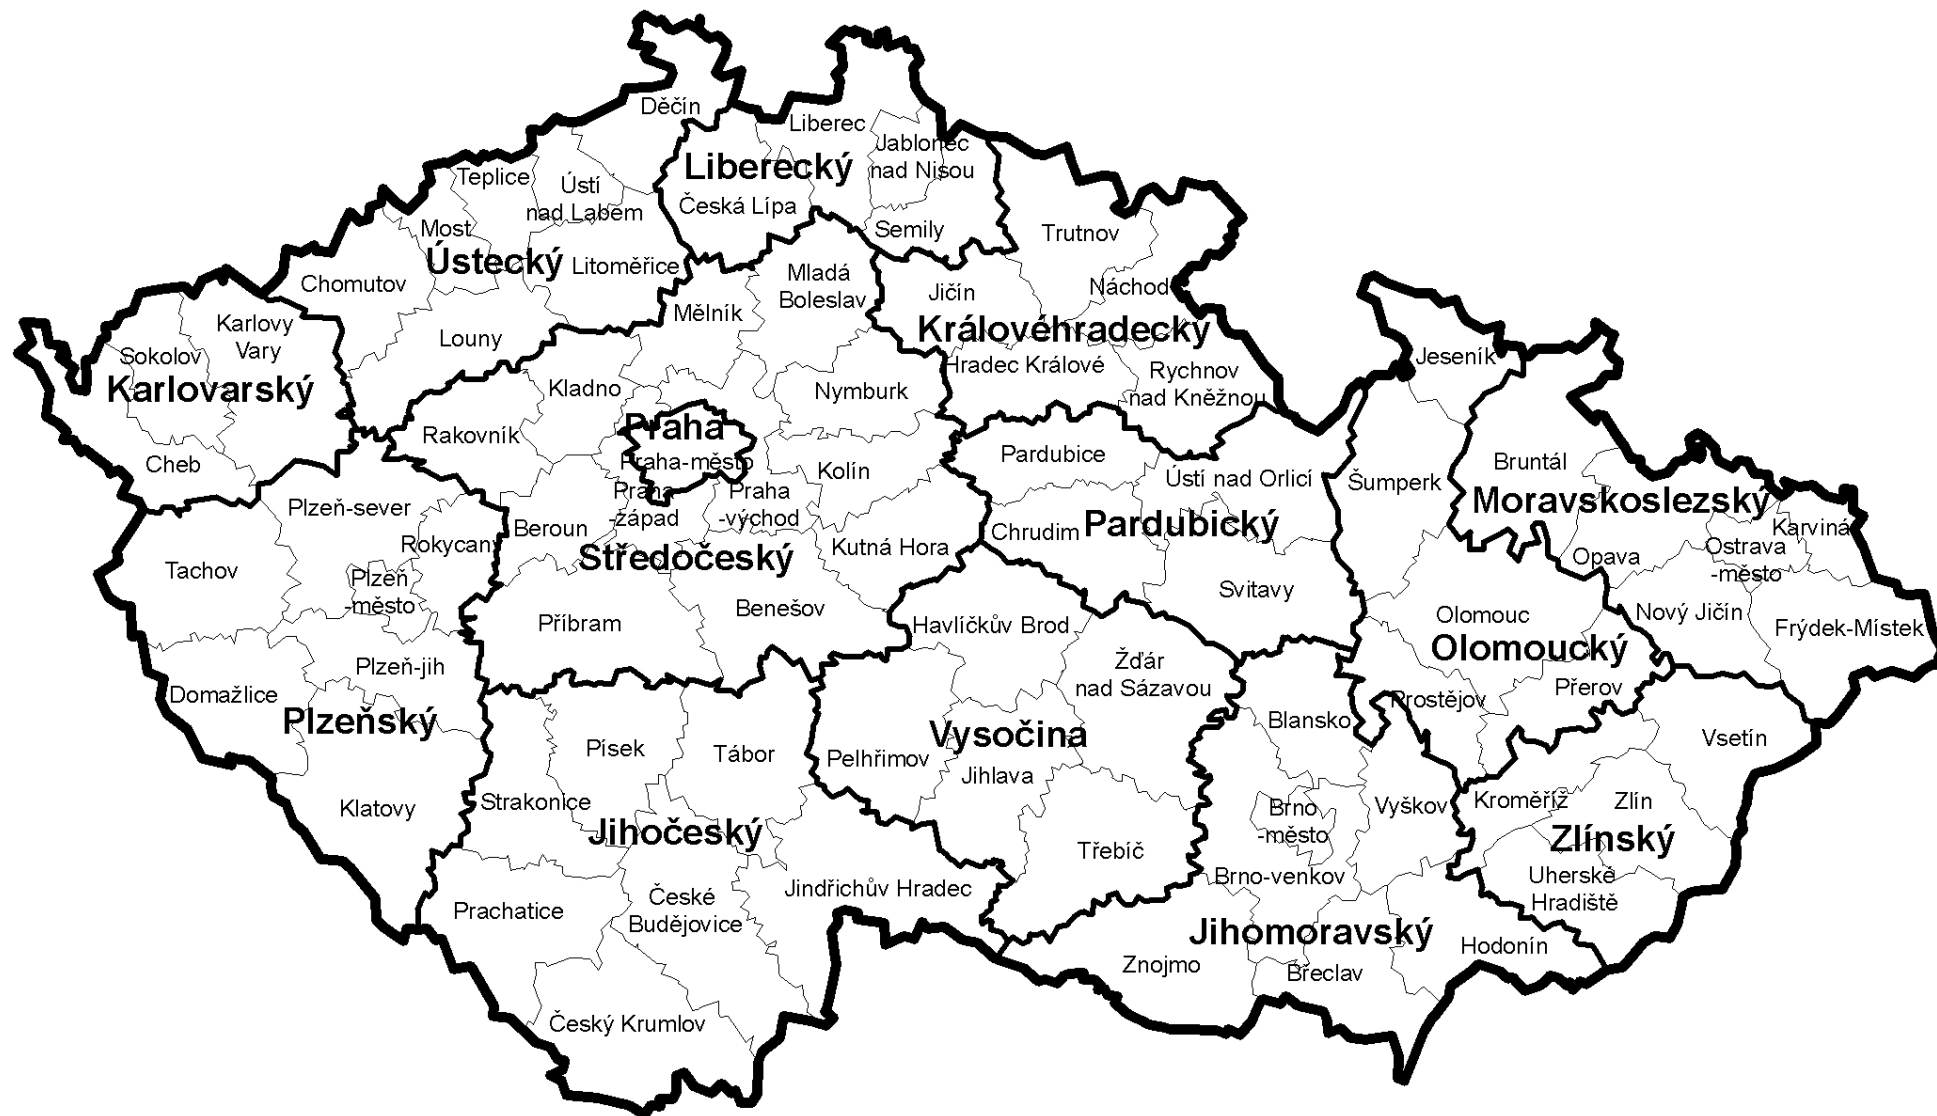 Děčín
Liberec
Jablonec
nad Nisou
Liberecký
Česká Lípa
Semily
Teplice
Ústí
nad Labem
Most
Ústecký
Litoměřice
Chomutov
Louny
Trutnov
Náchod
Jičín
Královéhradecký
Hradec Králové
Rychnov
nad Kněžnou
Karlovy
Vary
Sokolov
Karlovarský
Cheb
Mladá
Boleslav
Mělník
Kladno
Nymburk
Rakovník
Praha
Praha-město
Praha
-západ
Praha
-východ
Kolín
Beroun
Středočeský
Kutná Hora
Příbram
Benešov
Jeseník
Šumperk
Bruntál
Moravskoslezský
Karviná
Opava
Ostrava
-město
Nový Jičín
Frýdek-Místek
Pardubice
Ústí nad Orlicí
Chrudim
Pardubický
Svitavy
Plzeň-sever
Rokycany
Tachov
Plzeň
-město
Plzeň-jih
Domažlice
Plzeňský
Klatovy
Olomouc
Olomoucký
Prostějov
Přerov
Havlíčkův Brod
Žďár
nad Sázavou
Vysočina
Pelhřimov
Jihlava
Třebíč
Písek
Tábor
Strakonice
Jihočeský
Jindřichův Hradec
České
Budějovice
Prachatice
Český Krumlov
Blansko
Brno
-město
Vyškov
Brno-venkov
Jihomoravský
Znojmo
Břeclav
Hodonín
Vsetín
Kroměříž
Zlín
Zlínský
Uherské
Hradiště